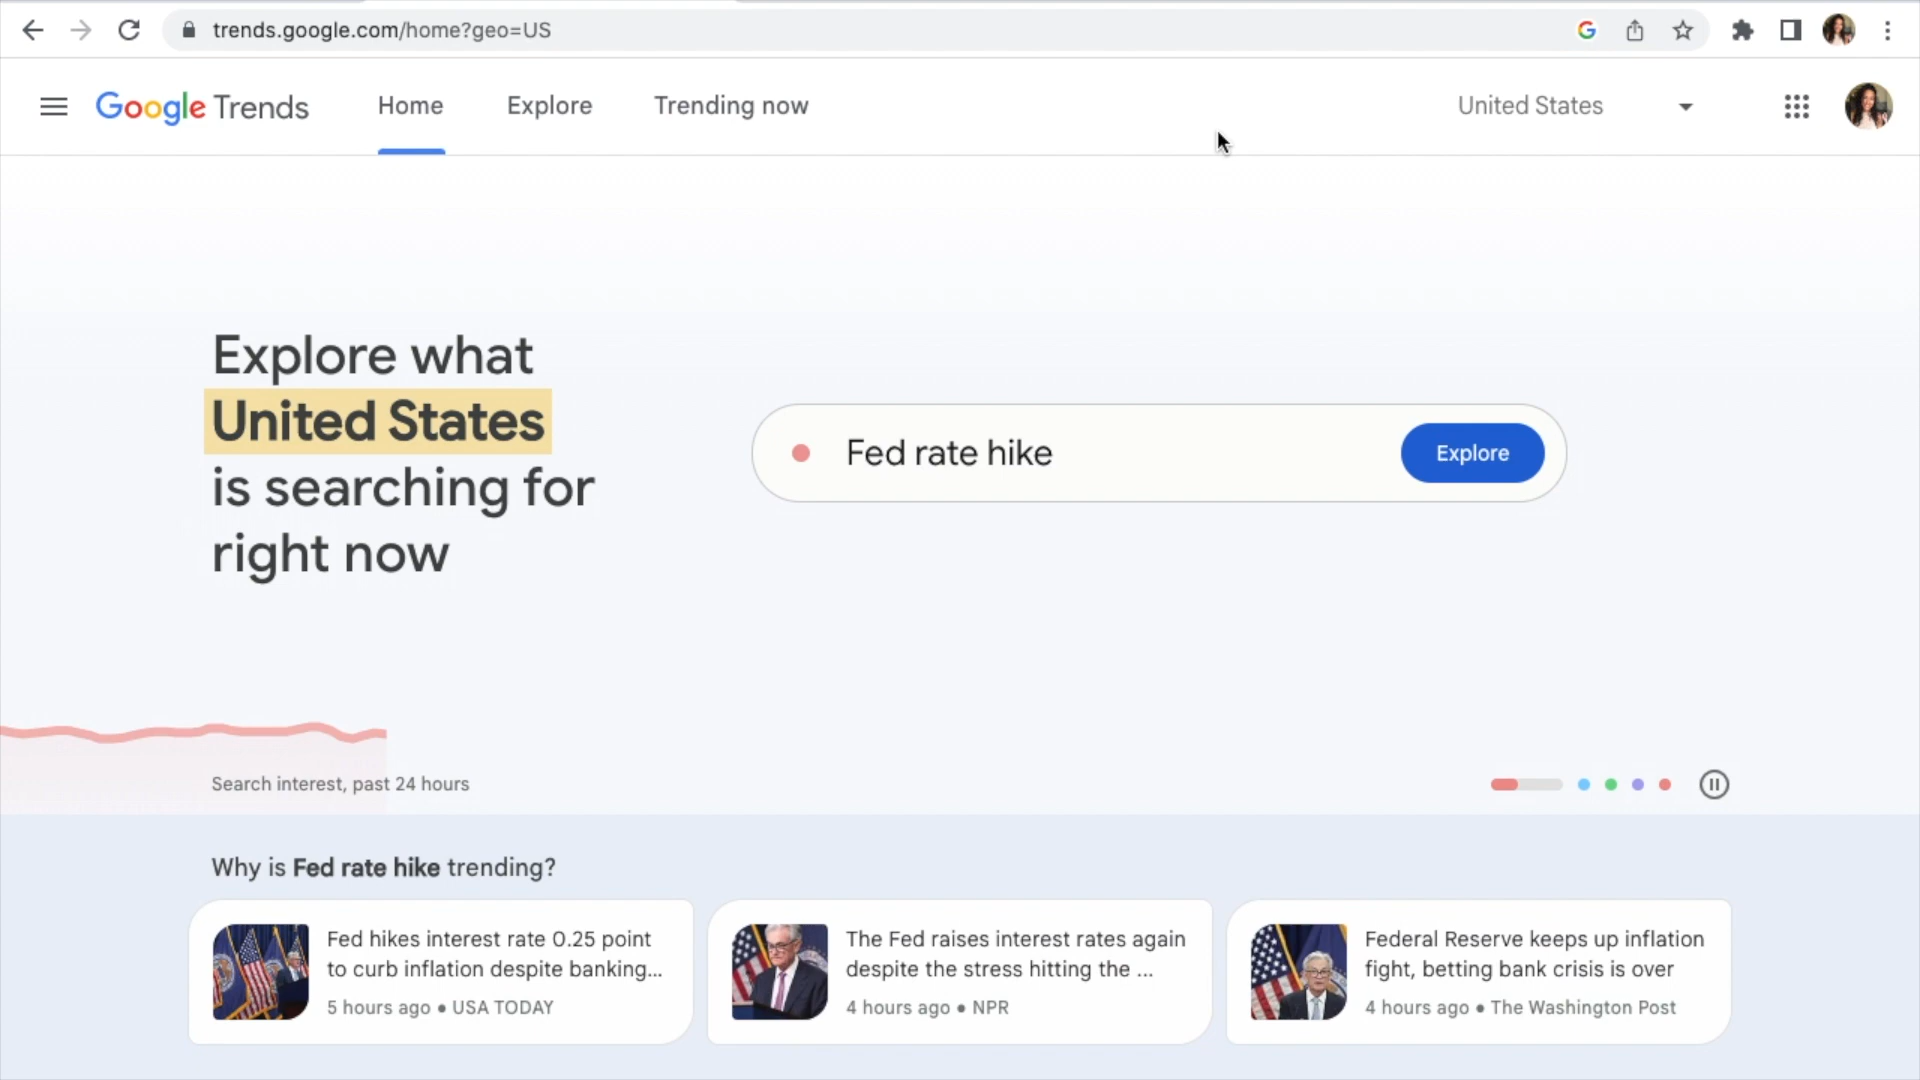 trends.google.com/home?geo=US
Google Trends
Home
Explore
Trending now
United States
Explore what
United States
is searching for
right now
Fed rate hike
Explore
Search interest, past 24 hours
Why is Fed rate hike trending?
Fed hikes interest rate 0.25 point
to curb inflation despite banking...
5 hours ago • USA TODAY
The Fed raises interest rates again
despite the stress hitting the ...
4 hours ago • NPR
Federal Reserve keeps up inflation
fight, betting bank crisis is over
4 hours ago • The Washington Post